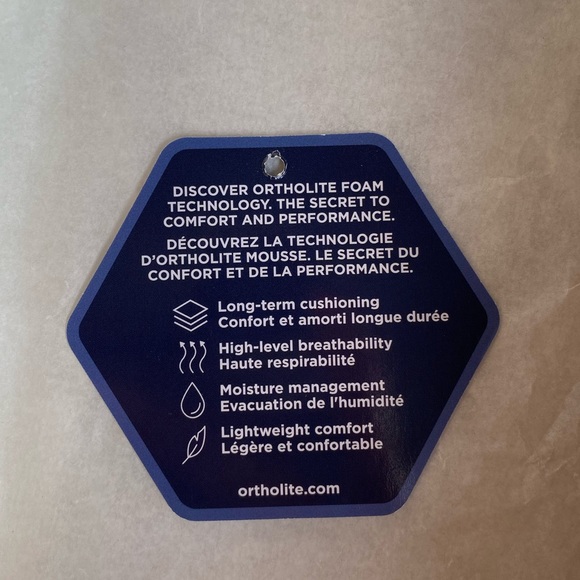 DISCOVER ORTHOLITE FOAM
TECHNOLOGY. THE SECRET TO
COMFORT AND PERFORMANCE.
DÉCOUVREZ LA TECHNOLOGIE
D'ORTHOLITE MOUSSE. LE SECRET DU
CONFORT ET DE LA PERFORMANCE.
Long-term cushioning
Confort et amorti longue durée
High-level breathability
Haute respirabilité
Moisture management
Evacuation de l'humidité
Lightweight comfort
Légère et confortable
ortholite.com